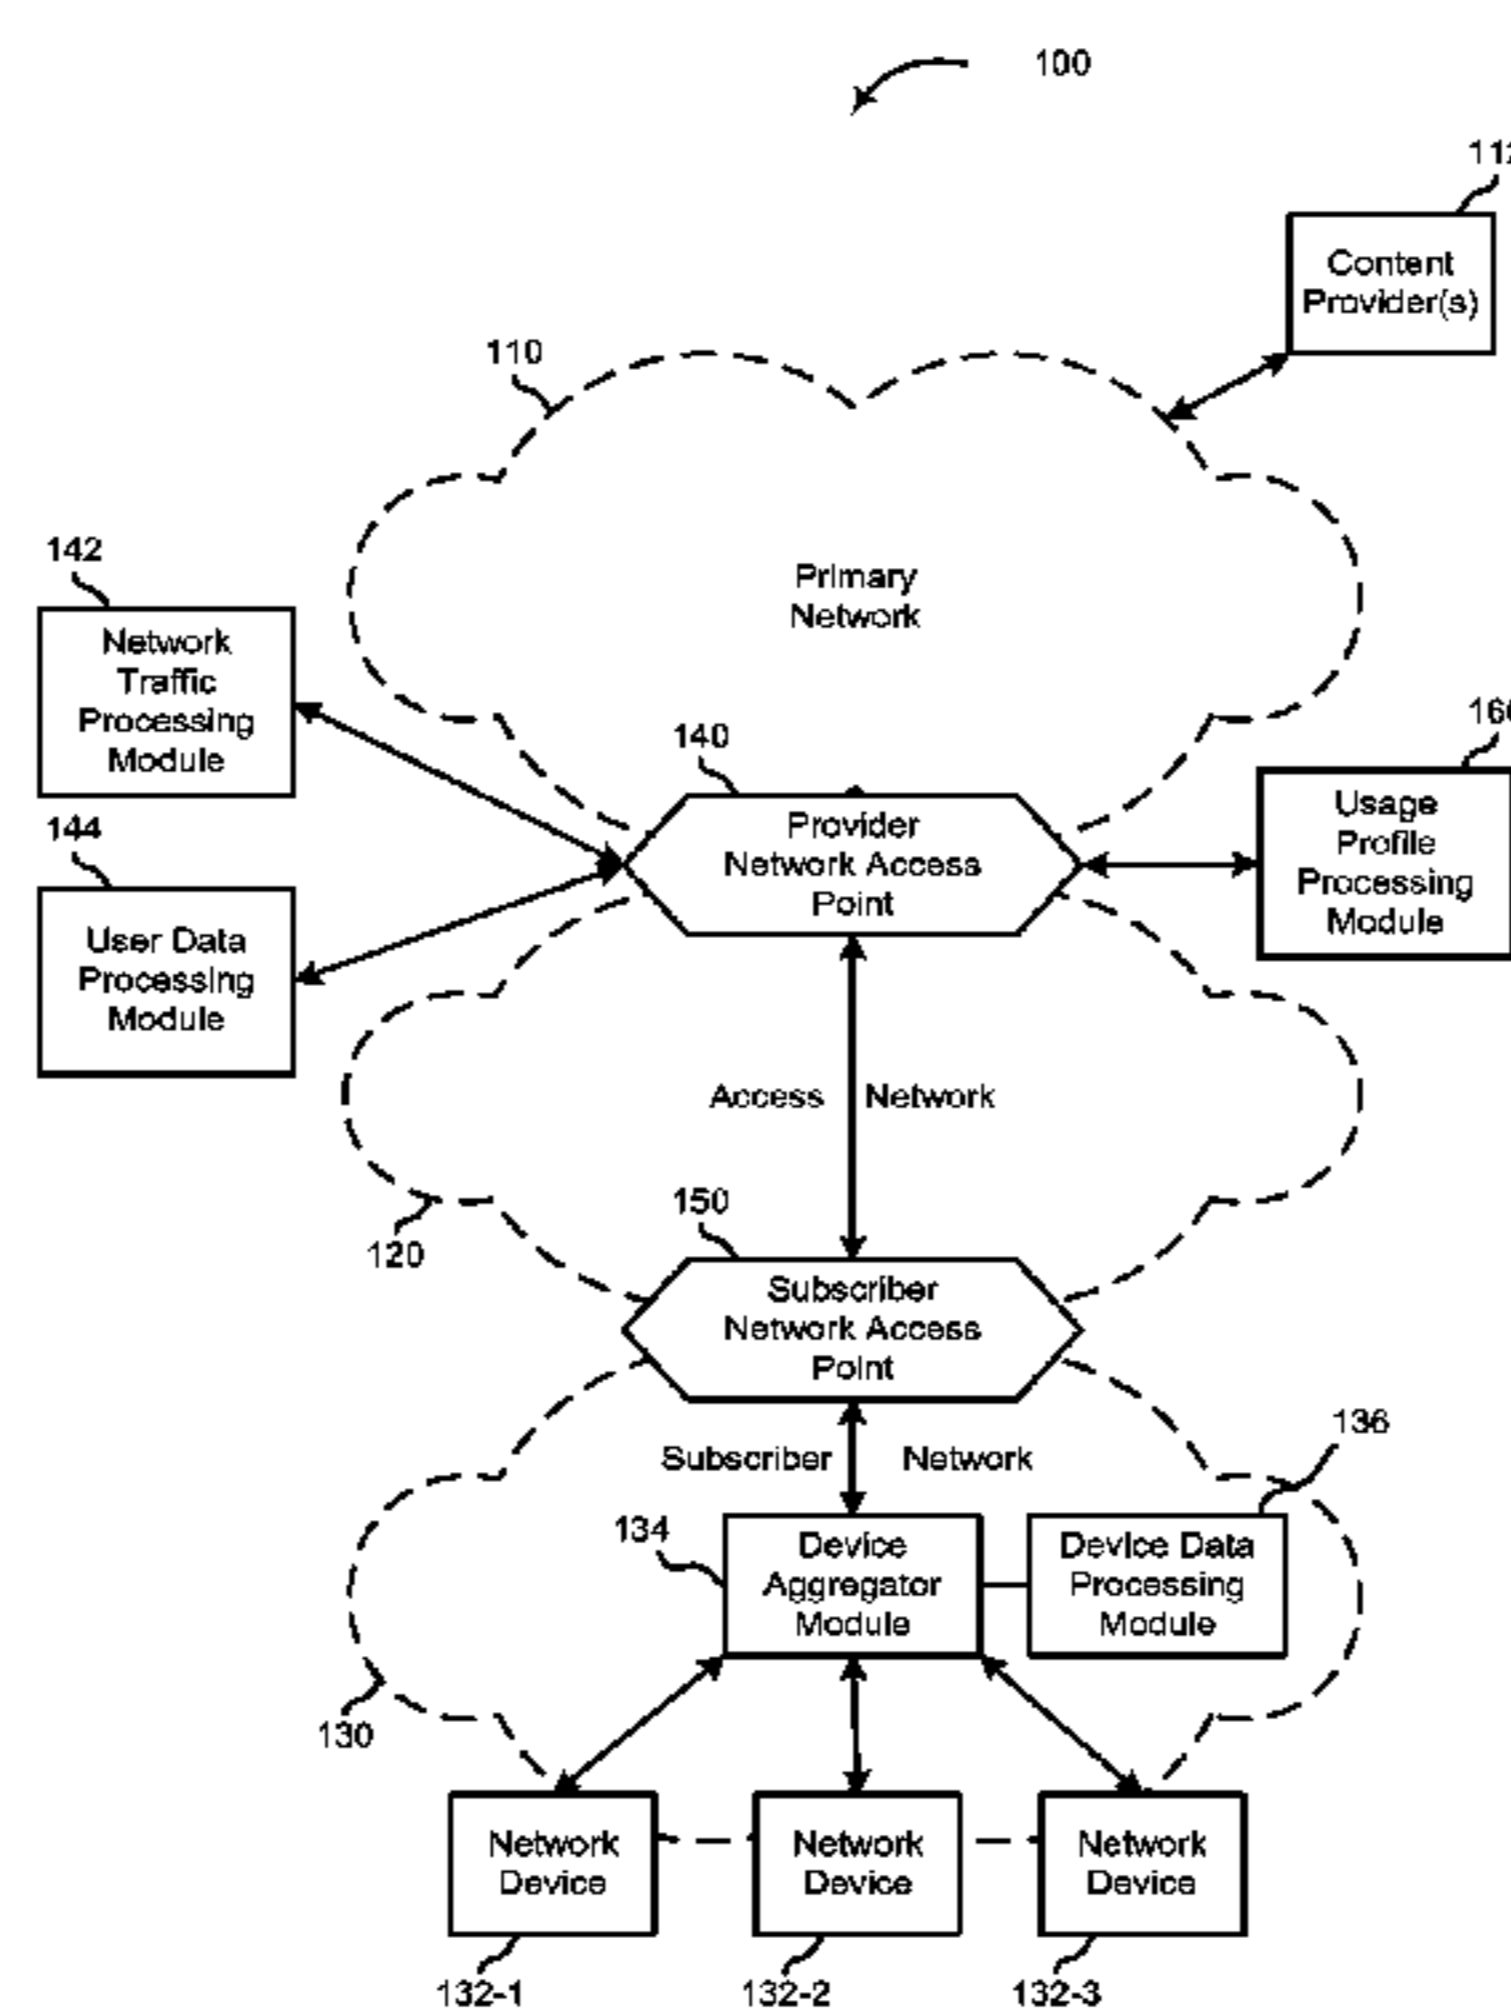 100
112
Content
Provider(s)
110
Primary
Network
142
Network
Traffic
Processing
Module
140
Provider
Network Access
Point
160
Usage
Profile
Processing
Module
144
User Data
Processing
Module
Access Network
120
150
Subscriber
Network Access
Point
Subscriber Network
136
134
Device
Aggregator
Module
Device Data
Processing
Module
130
Network
Device
Network
Device
Network
Device
132-1
132-2
132-3